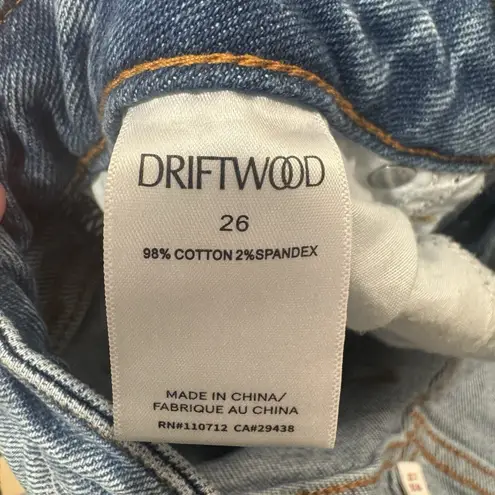 DRIFTWOOD
26
98% COTTON 2%SPANDEX
MADE IN CHINA/
FABRIQUE AU CHINA
RN#110712 CA#29438